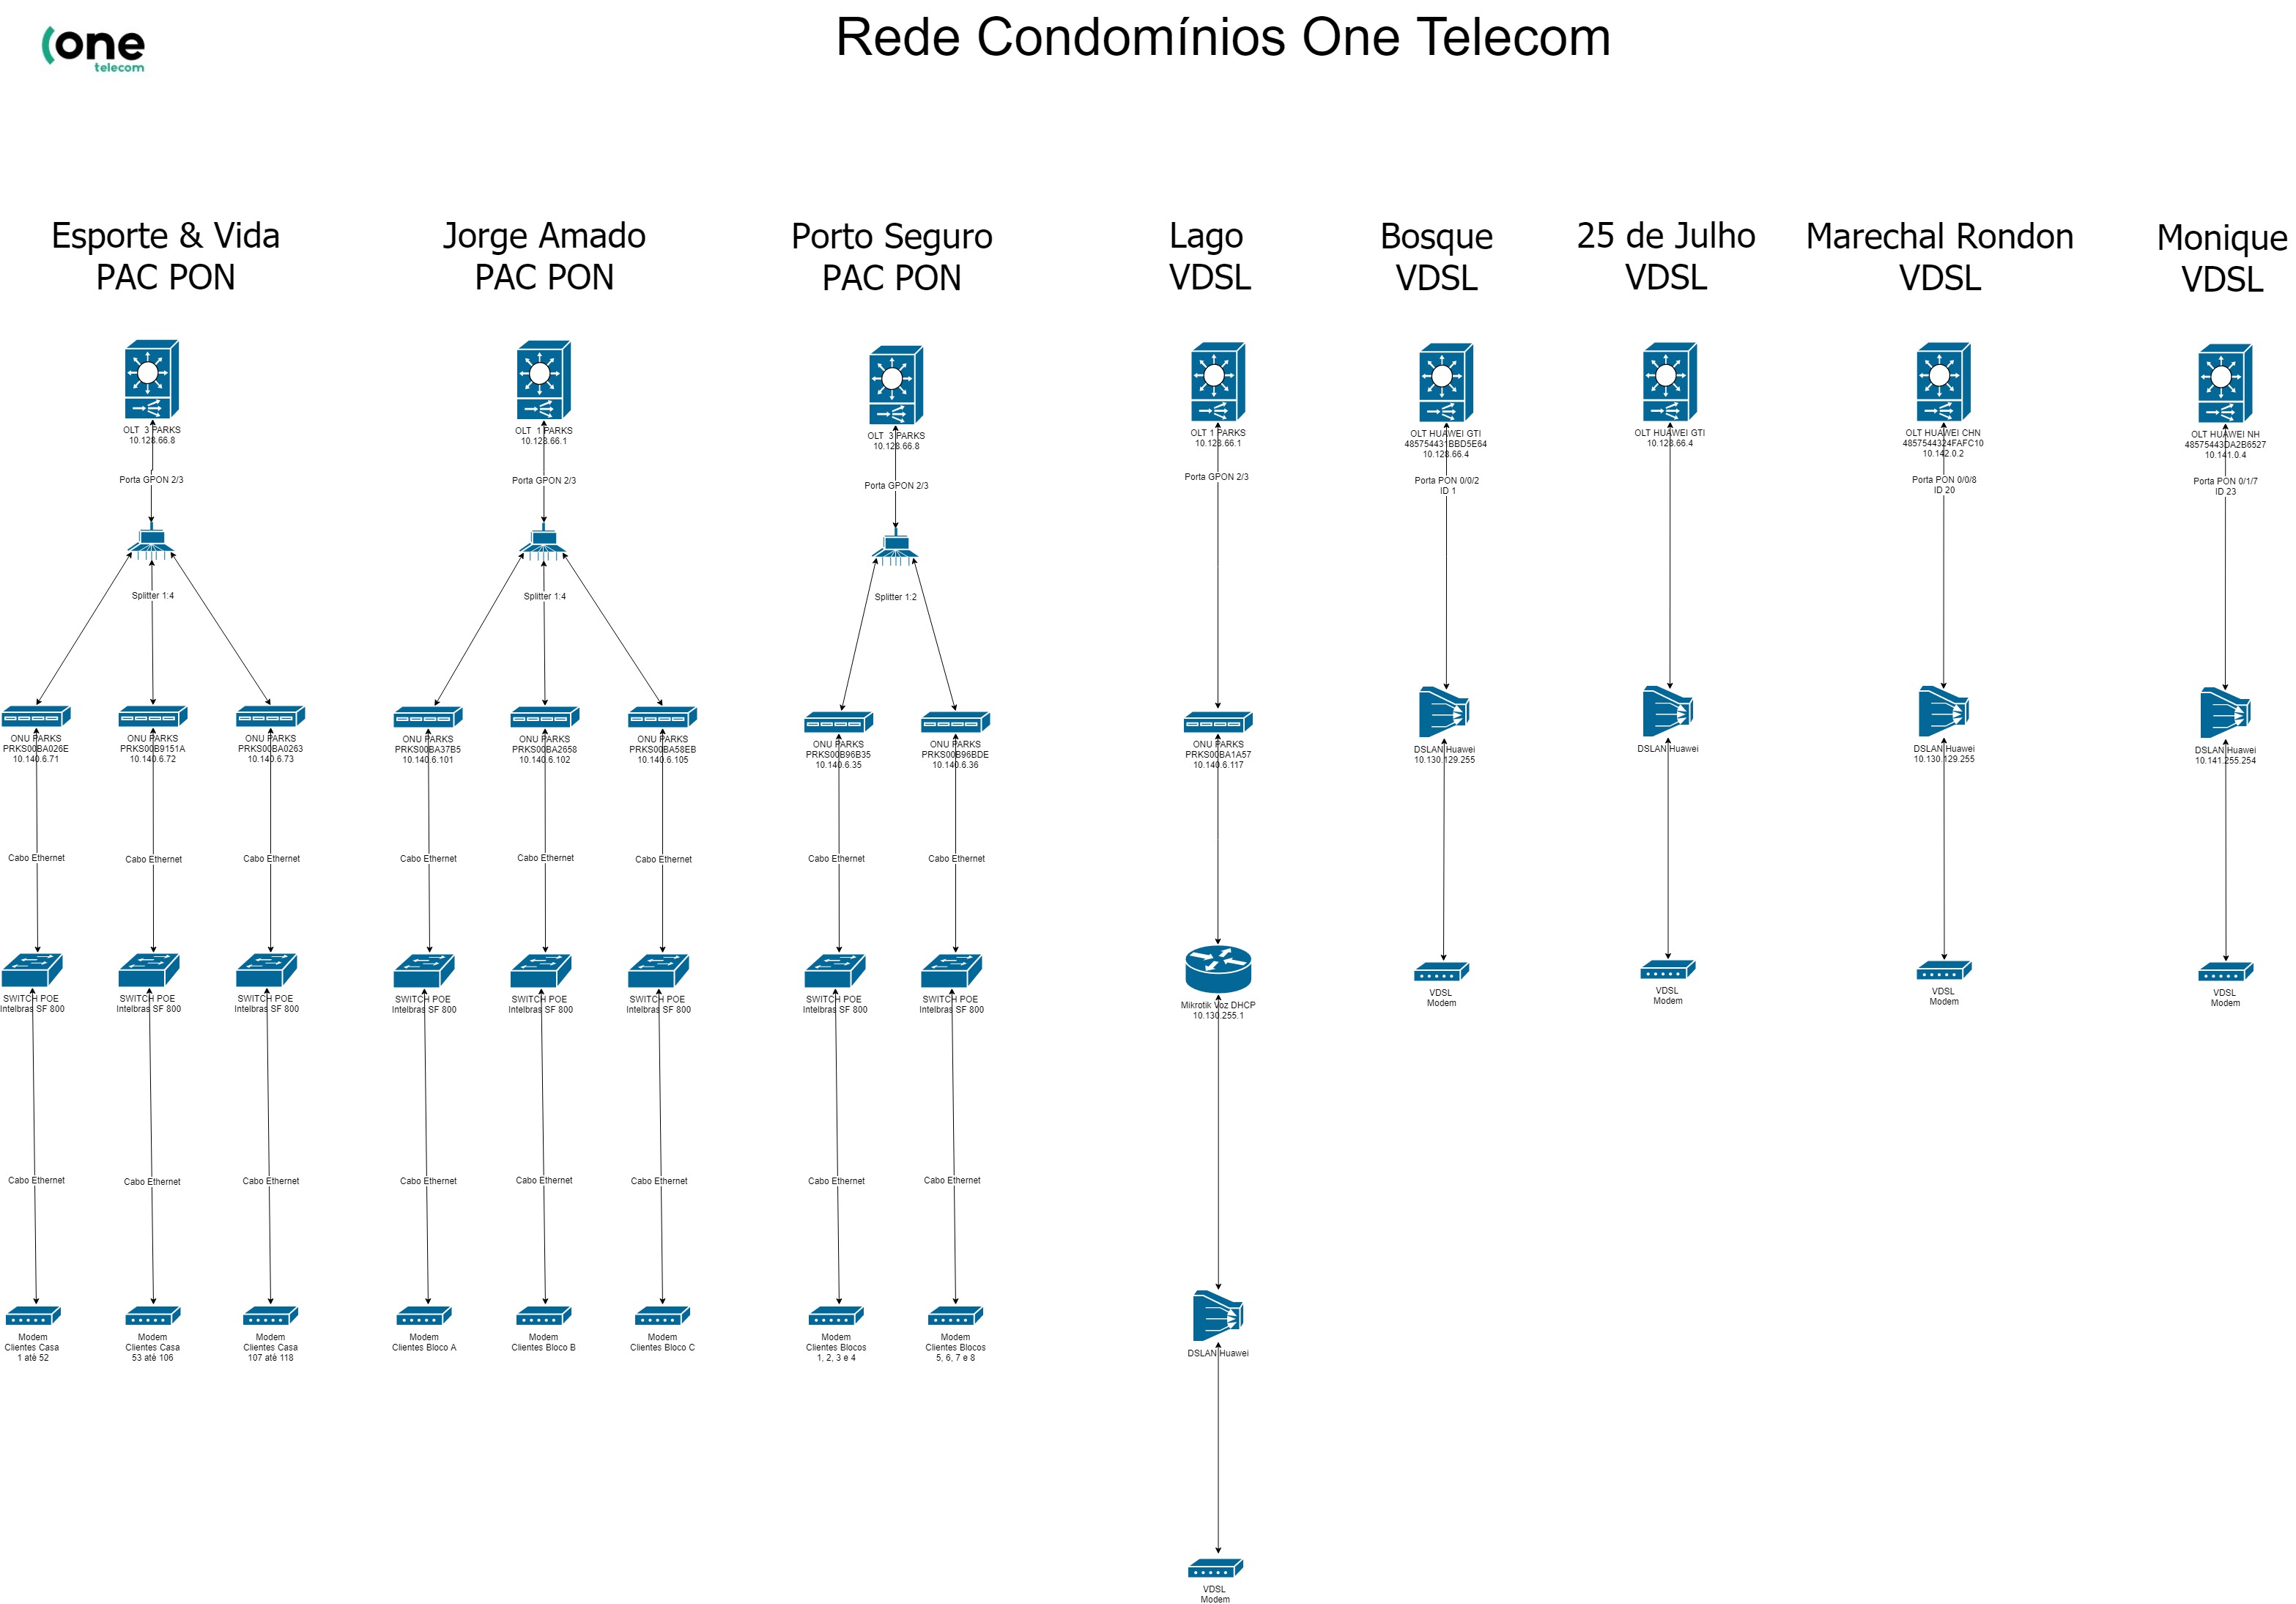 one
telecom
Rede Condomínios One Telecom
Esporte & Vida
PAC PON
OLT 3 PARKS
10.128.66.8
Porta GPON 2/3
Splitter 1:4
ONU PARKS
PRKS00BA026E
10.140.6.71
ONU PARKS
PRKS00B9151A
10.140.6.72
ONU PARKS
PRKS00BA0263
10.140.6.73
Cabo Ethernet
Cabo Ethernet
Cabo Ethernet
SWITCH POE
Intelbras SF 800
SWITCH POE
Intelbras SF 800
SWITCH POE
Intelbras SF 800
Cabo Ethernet
Cabo Ethernet
Cabo Ethernet
Modem
Clientes Casa
1 até 52
Modem
Clientes Casa
53 até 106
Modem
Clientes Casa
107 até 118
Jorge Amado
PAC PON
OLT 1 PARKS
10.128.66.1
Porta GPON 2/3
Splitter 1:4
ONU PARKS
PRKS00BA37B5
10.140.6.101
ONU PARKS
PRKS00BA2658
10.140.6.102
ONU PARKS
PRKS00BA58EB
10.140.6.105
Cabo Ethernet
Cabo Ethernet
Cabo Ethernet
SWITCH POE
Intelbras SF 800
SWITCH POE
Intelbras SF 800
SWITCH POE
Intelbras SF 800
Cabo Ethernet
Cabo Ethernet
Cabo Ethernet
Modem
Clientes Bloco A
Modem
Clientes Bloco B
Modem
Clientes Bloco C
Porto Seguro
PAC PON
OLT 3 PARKS
10.128.66.8
Porta GPON 2/3
Splitter 1:2
ONU PARKS
PRKS00B96B35
10.140.6.35
ONU PARKS
PRKS00B96BDE
10.140.6.36
Cabo Ethernet
Cabo Ethernet
SWITCH POE
Intelbras SF 800
SWITCH POE
Intelbras SF 800
Cabo Ethernet
Cabo Ethernet
Modem
Clientes Blocos
1, 2, 3 e 4
Modem
Clientes Blocos
5, 6, 7 e 8
Lago
VDSL
OLT 1 PARKS
10.128.66.1
Porta GPON 2/3
ONU PARKS
PRKS00BA1A57
10.140.6.117
Mikrotik Voz DHCP
10.130.255.1
DSLAN Huawei
VDSL
Modem
Bosque
VDSL
OLT HUAWEI GTI
485754431BBD5E64
10.128.66.4
Porta PON 0/0/2
ID 1
DSLAN Huawei
10.130.129.255
VDSL
Modem
25 de Julho
VDSL
OLT HUAWEI GTI
10.128.66.4
DSLAN Huawei
VDSL
Modem
Marechal Rondon
VDSL
OLT HUAWEI CHN
4857544324FAFC10
10.142.0.2
Porta PON 0/0/8
ID 20
DSLAN Huawei
10.130.129.255
VDSL
Modem
Monique
VDSL
OLT HUAWEI NH
48575443DA2B6527
10.141.0.4
Porta PON 0/1/7
ID 23
DSLAN Huawei
10.141.255.254
VDSL
Modem